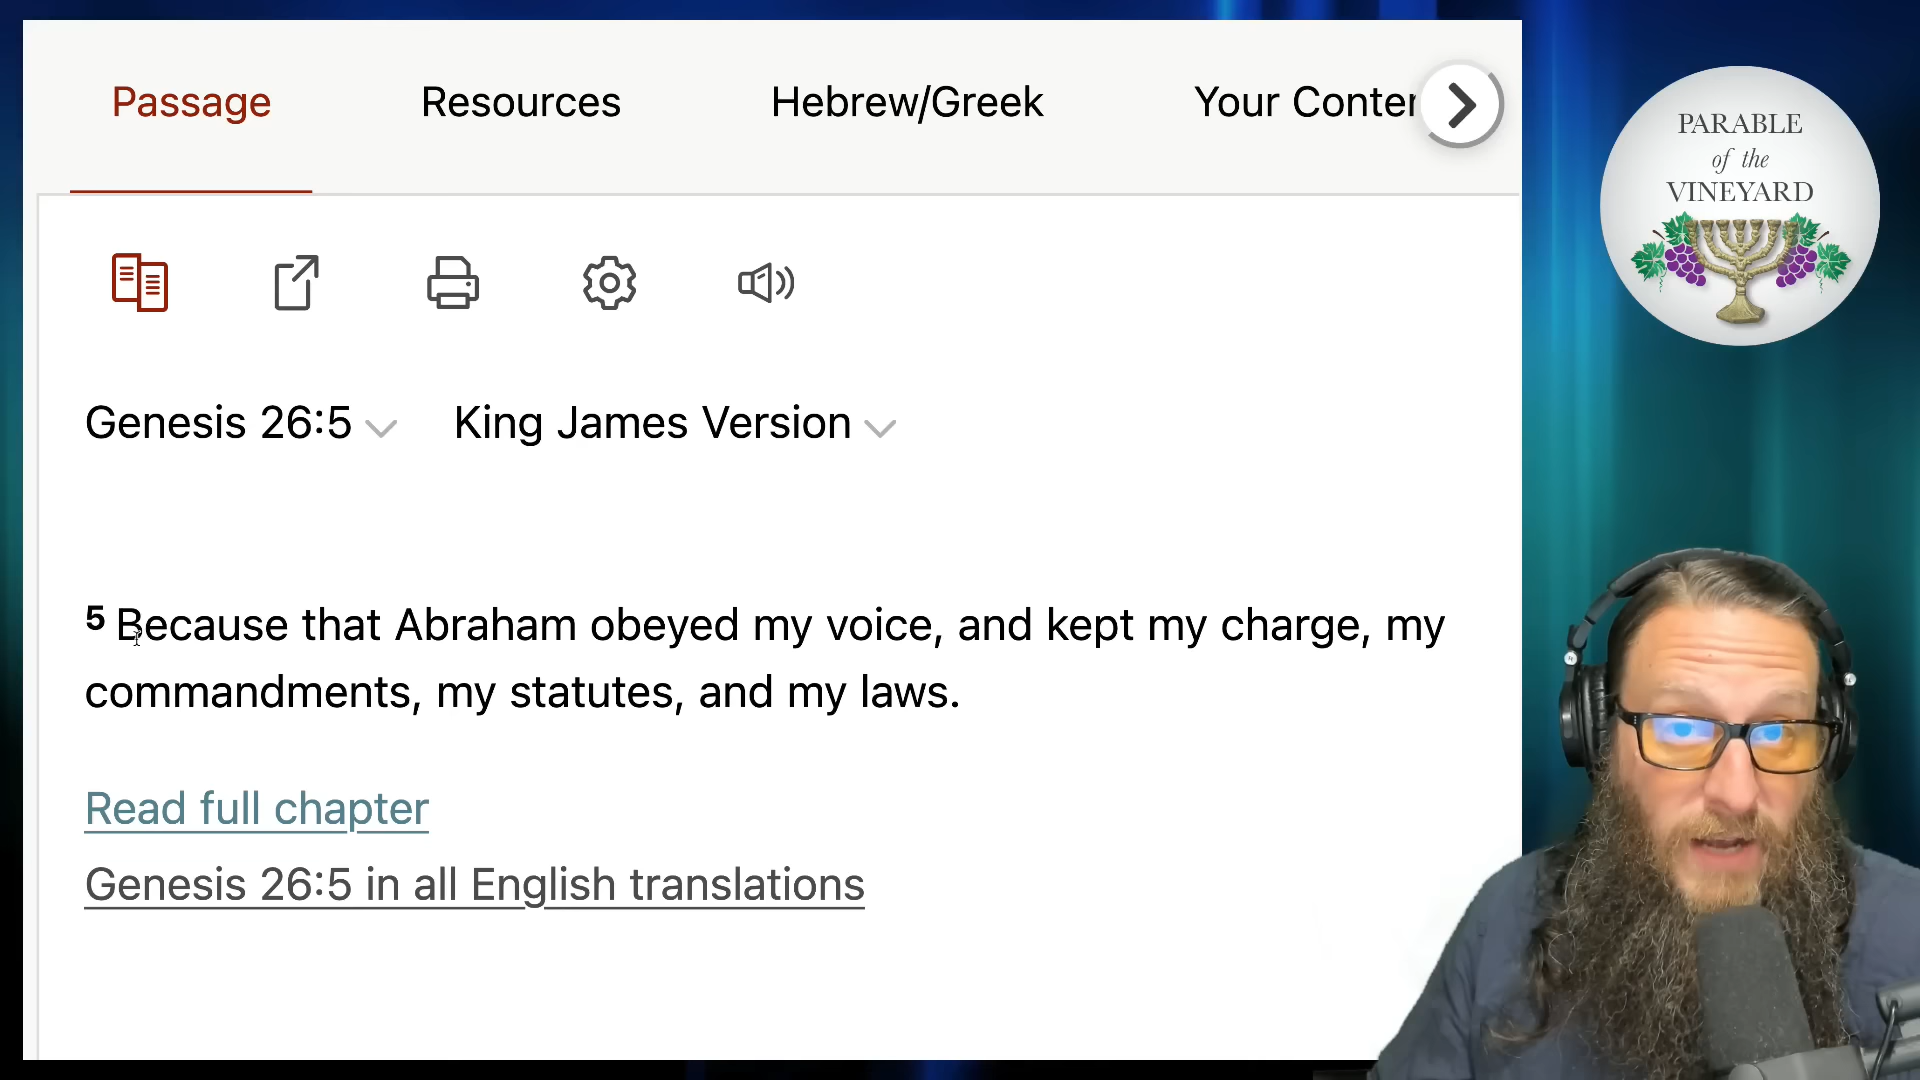 Passage Resources Hebrew/Greek Your Conten
PARABLE
of the
VINEYARD
Genesis 26:5 King James Version
5 Because that Abraham obeyed my voice, and kept my charge, my
commandments, my statutes, and my laws.
Read full chapter
Genesis 26:5 in all English translations